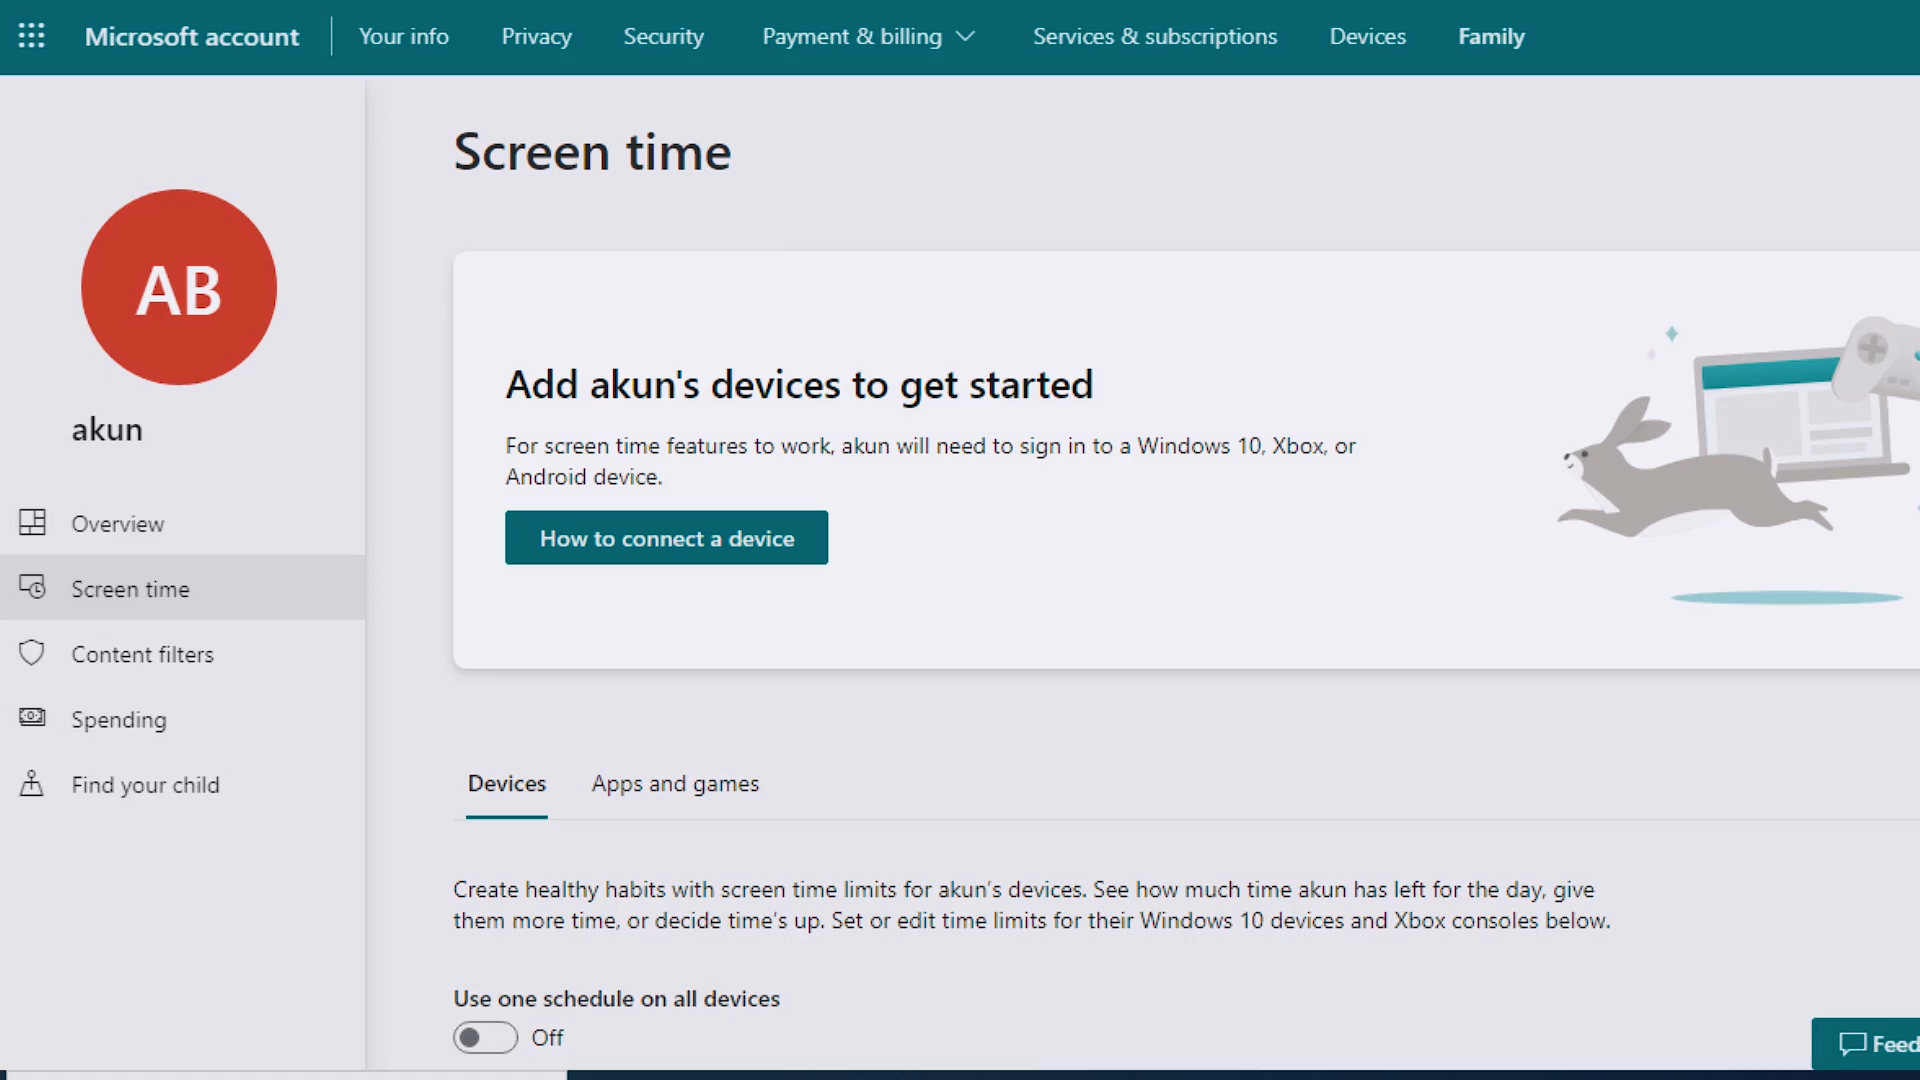 Microsoft account Your info Privacy Security Payment & billing Services & subscriptions Devices Family
Screen time
AB
akun
Overview
Screen time
Content filters
Spending
Find your child
Add akun's devices to get started
For screen time features to work, akun will need to sign in to a Windows 10, Xbox, or
Android device.
How to connect a device
Devices Apps and games
Create healthy habits with screen time limits for akun's devices. See how much time akun has left for the day, give
them more time, or decide time's up. Set or edit time limits for their Windows 10 devices and Xbox consoles below.
Use one schedule on all devices
Off
Feed